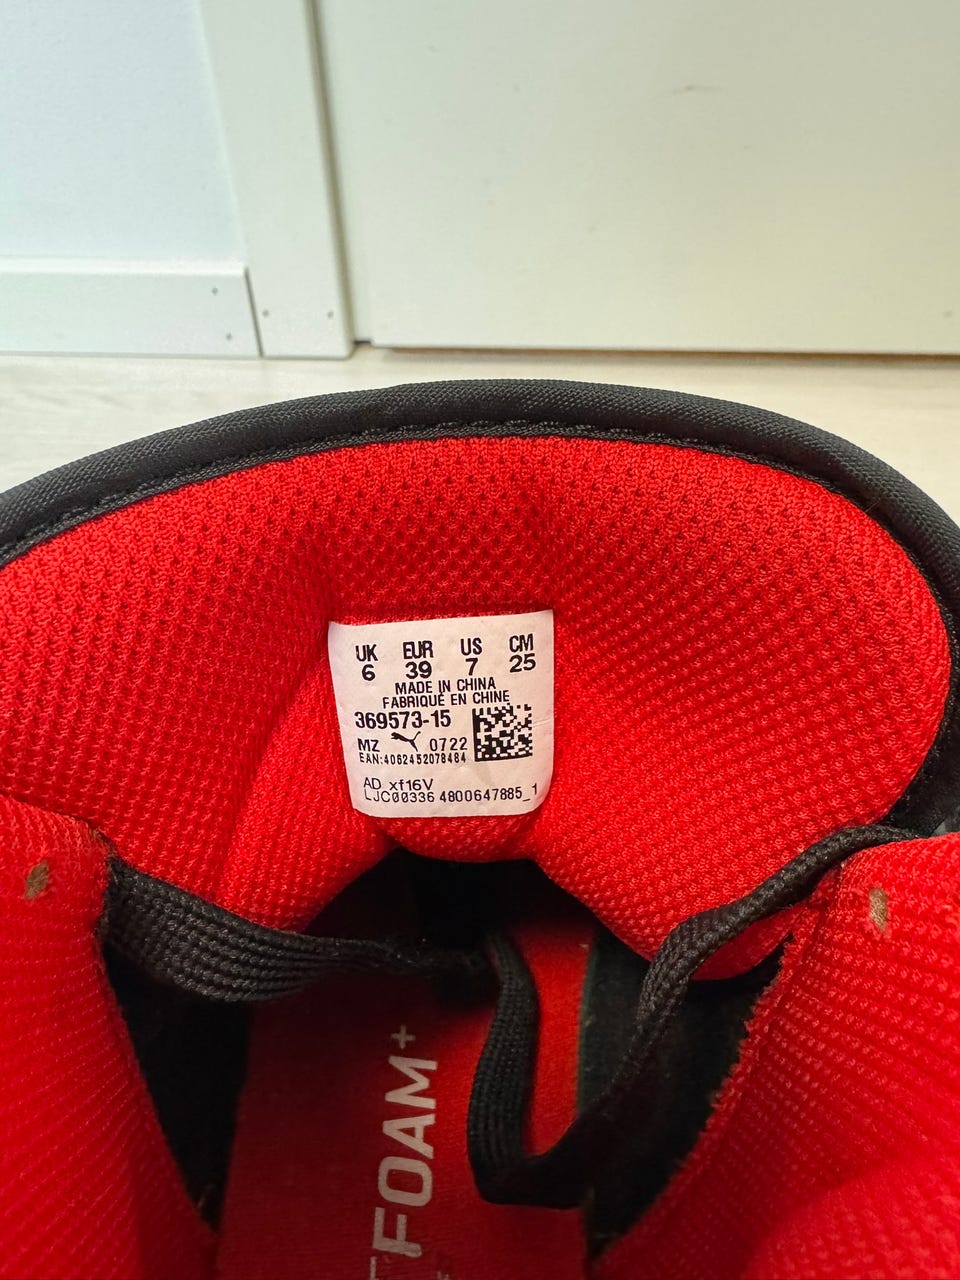 UK EUR US CM
6 39 7 25
MADE IN CHINA
FABRIQUÉ EN CHINE
369573-15
MZ 0722
EAN:4062452078484
AD xf16V
LJC00336 4800647885_1
FOAM+